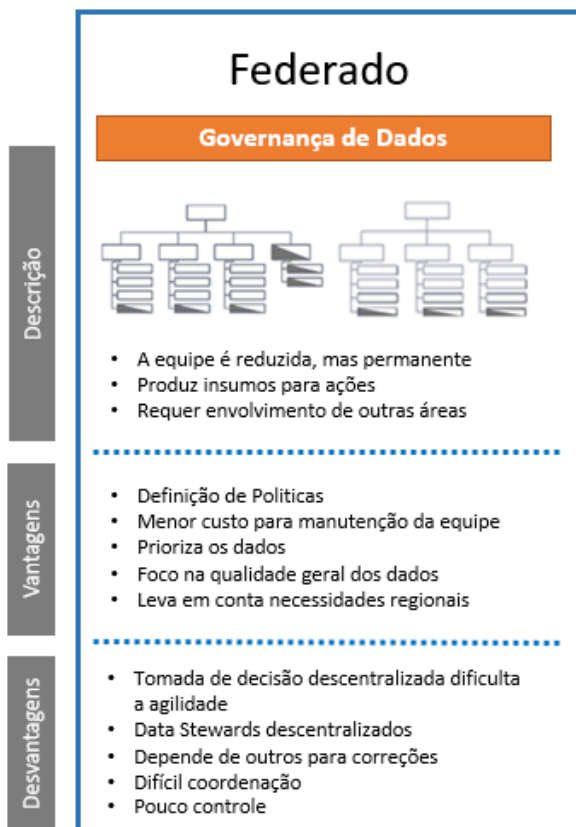 Federado
Governança de Dados
Descrição
• A equipe é reduzida, mas permanente
• Produz insumos para ações
• Requer envolvimento de outras áreas
Vantagens
• Definição de Politicas
• Menor custo para manutenção da equipe
• Prioriza os dados
• Foco na qualidade geral dos dados
• Leva em conta necessidades regionais
Desvantagens
• Tomada de decisão descentralizada dificulta
a agilidade
• Data Stewards descentralizados
• Depende de outros para correções
• Difícil coordenação
• Pouco controle